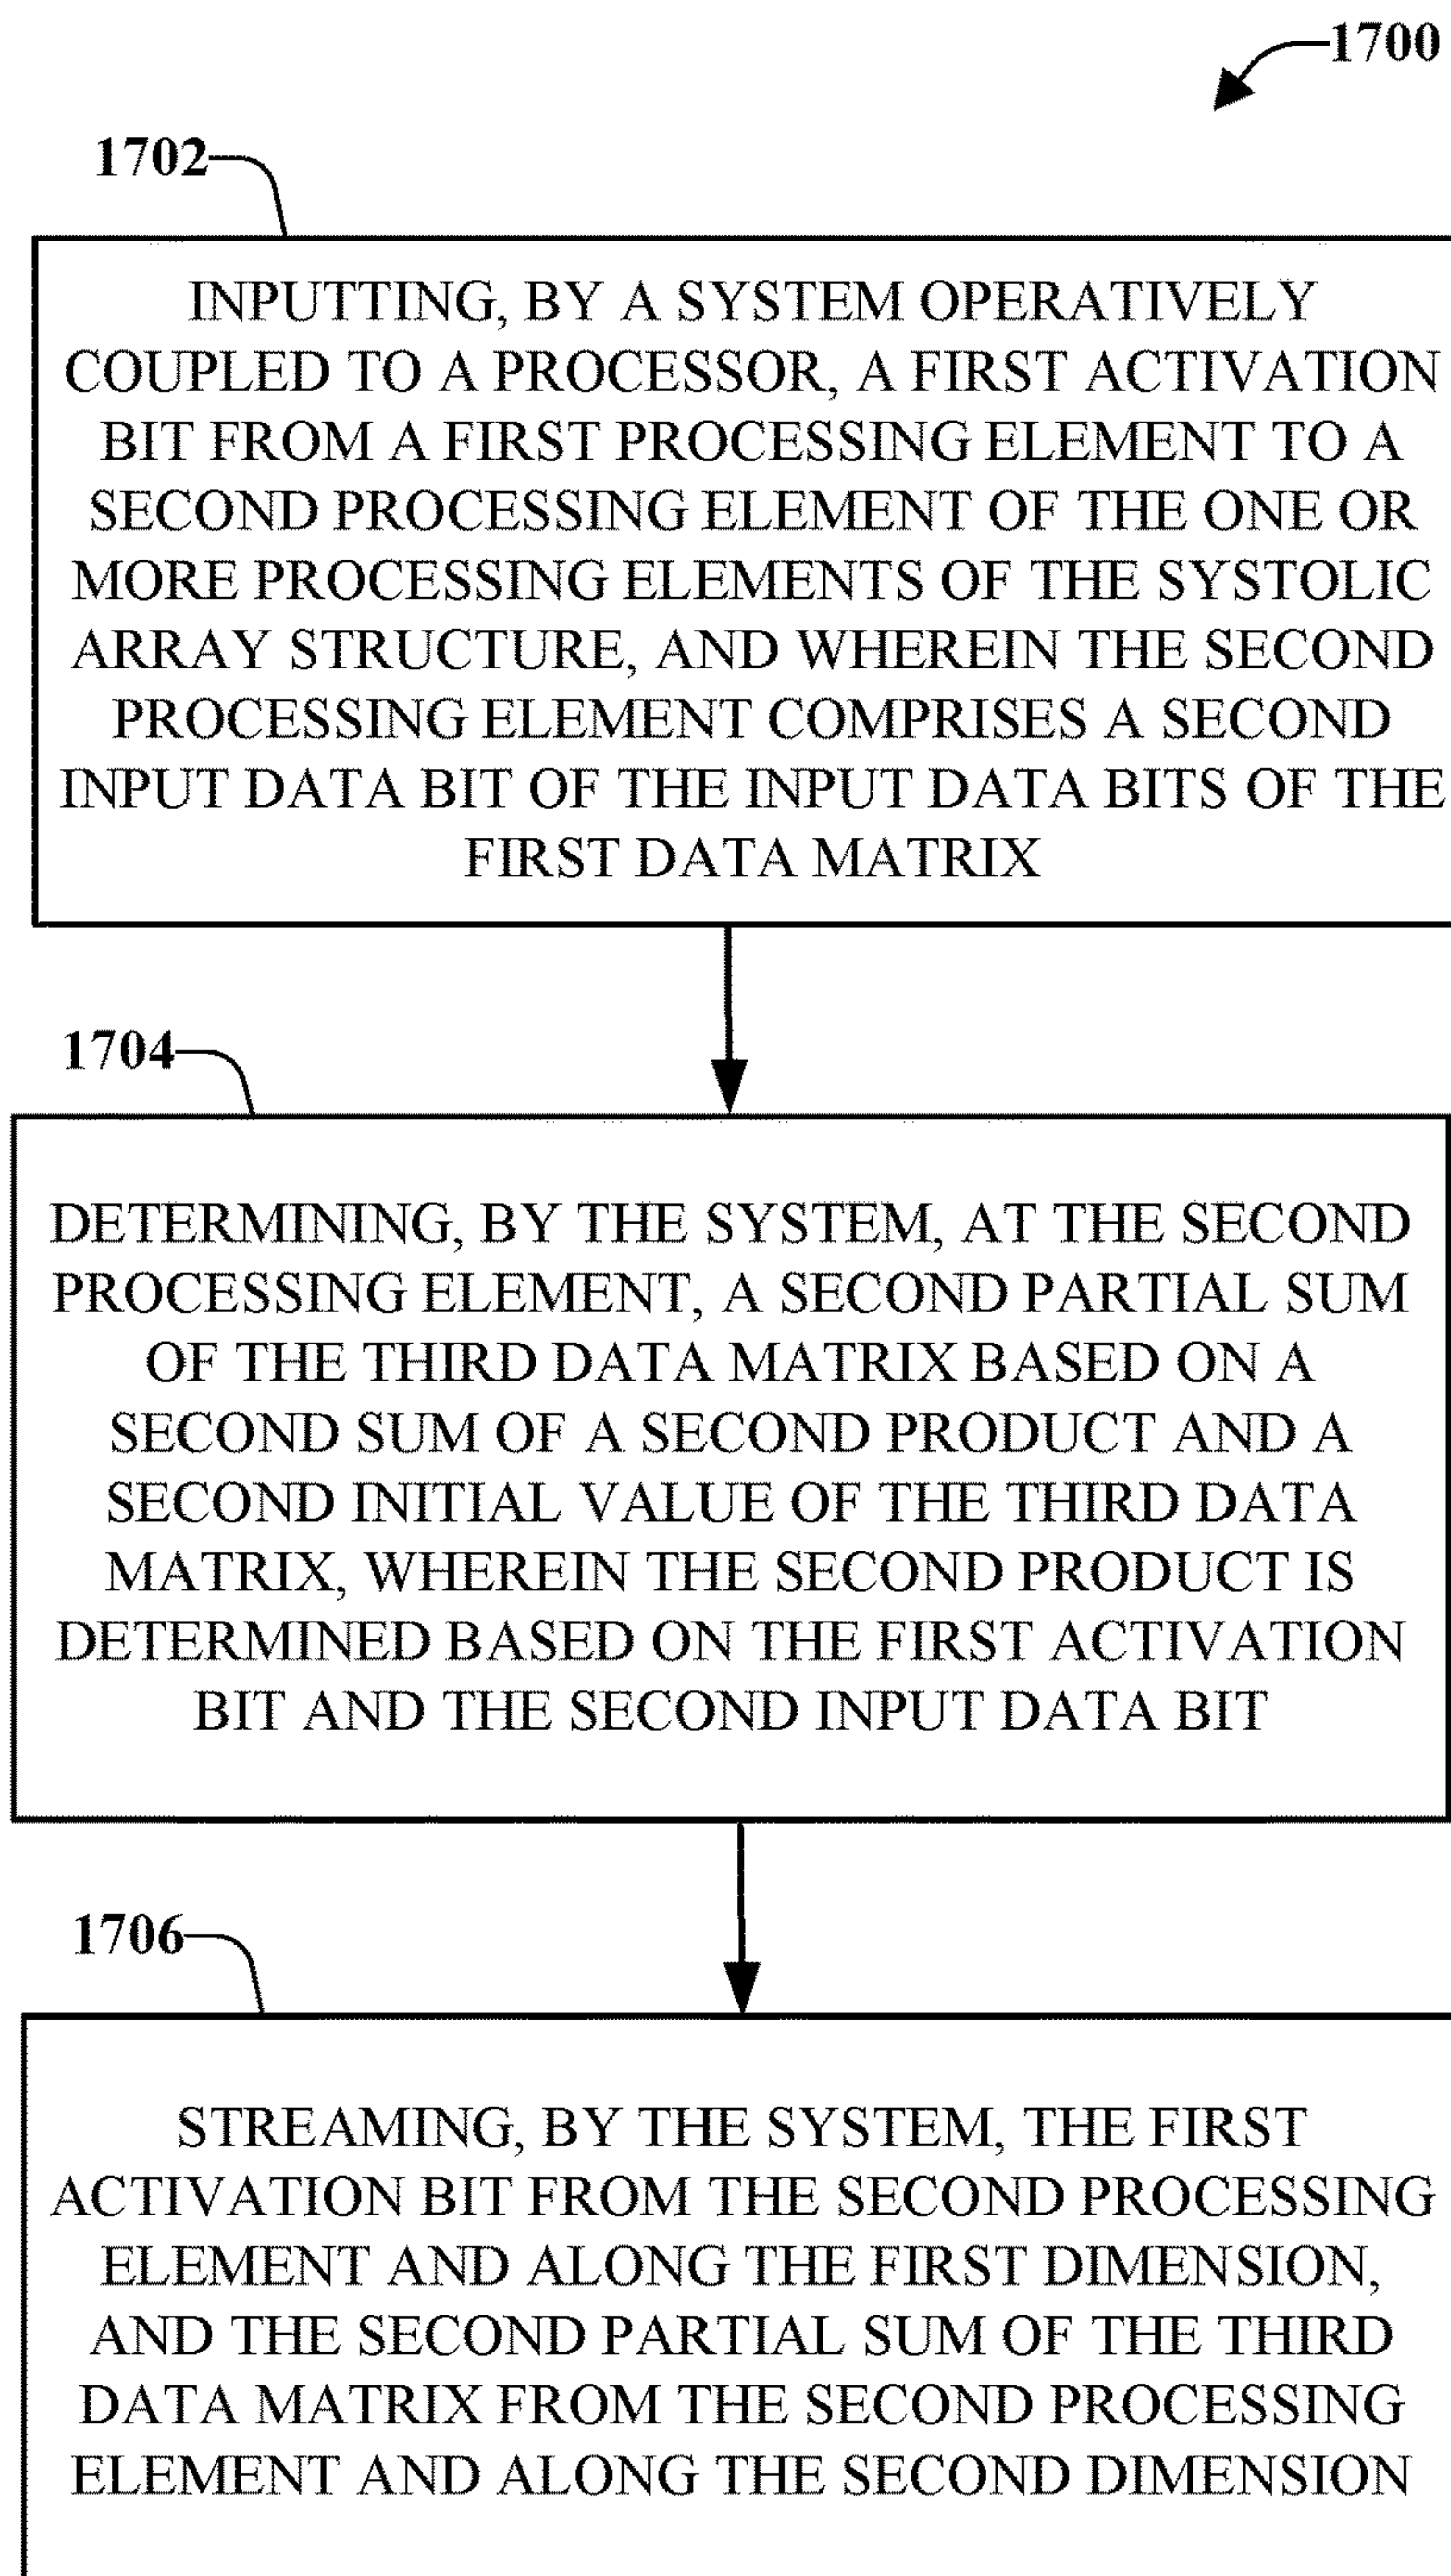 1700
1702
INPUTTING, BY A SYSTEM OPERATIVELY
COUPLED TO A PROCESSOR, A FIRST ACTIVATION
BIT FROM A FIRST PROCESSING ELEMENT TO A
SECOND PROCESSING ELEMENT OF THE ONE OR
MORE PROCESSING ELEMENTS OF THE SYSTOLIC
ARRAY STRUCTURE, AND WHEREIN THE SECOND
PROCESSING ELEMENT COMPRISES A SECOND
INPUT DATA BIT OF THE INPUT DATA BITS OF THE
FIRST DATA MATRIX
1704
DETERMINING, BY THE SYSTEM, AT THE SECOND
PROCESSING ELEMENT, A SECOND PARTIAL SUM
OF THE THIRD DATA MATRIX BASED ON A
SECOND SUM OF A SECOND PRODUCT AND A
SECOND INITIAL VALUE OF THE THIRD DATA
MATRIX, WHEREIN THE SECOND PRODUCT IS
DETERMINED BASED ON THE FIRST ACTIVATION
BIT AND THE SECOND INPUT DATA BIT
1706
STREAMING, BY THE SYSTEM, THE FIRST
ACTIVATION BIT FROM THE SECOND PROCESSING
ELEMENT AND ALONG THE FIRST DIMENSION,
AND THE SECOND PARTIAL SUM OF THE THIRD
DATA MATRIX FROM THE SECOND PROCESSING
ELEMENT AND ALONG THE SECOND DIMENSION